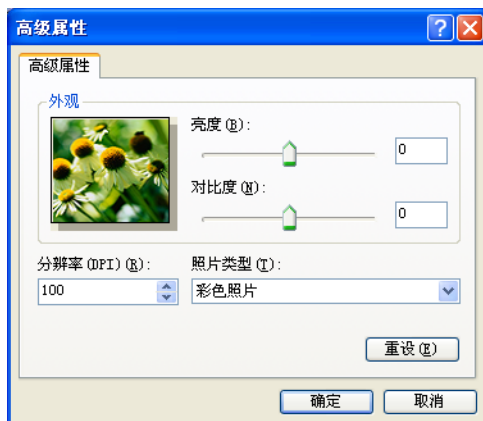 高级属性
高级属性
外观
亮度(B):
0
对比度(N):
0
分辨率(DPI)(R):
照片类型(T):
100
彩色照片
重设(E)
确定
取消